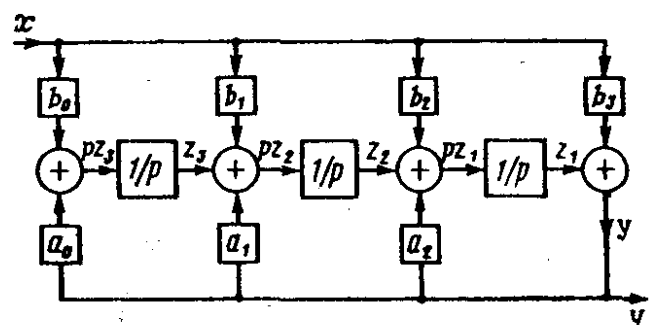 x
b₀ b₁ b₂ b₃
+ pz₃ 1/p z₃ + pz₂ 1/p z₂ + pz₁ 1/p z₁ +
a₀ a₁ a₂ y
y